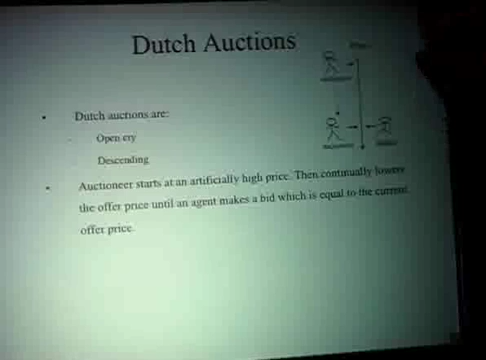 Dutch Auctions
Dutch auctions are:
Open cry
Descending
Auctioneer starts at an artificially high price. Then continually lowers
the offer price until an agent makes a bid which is equal to the current
offer price.